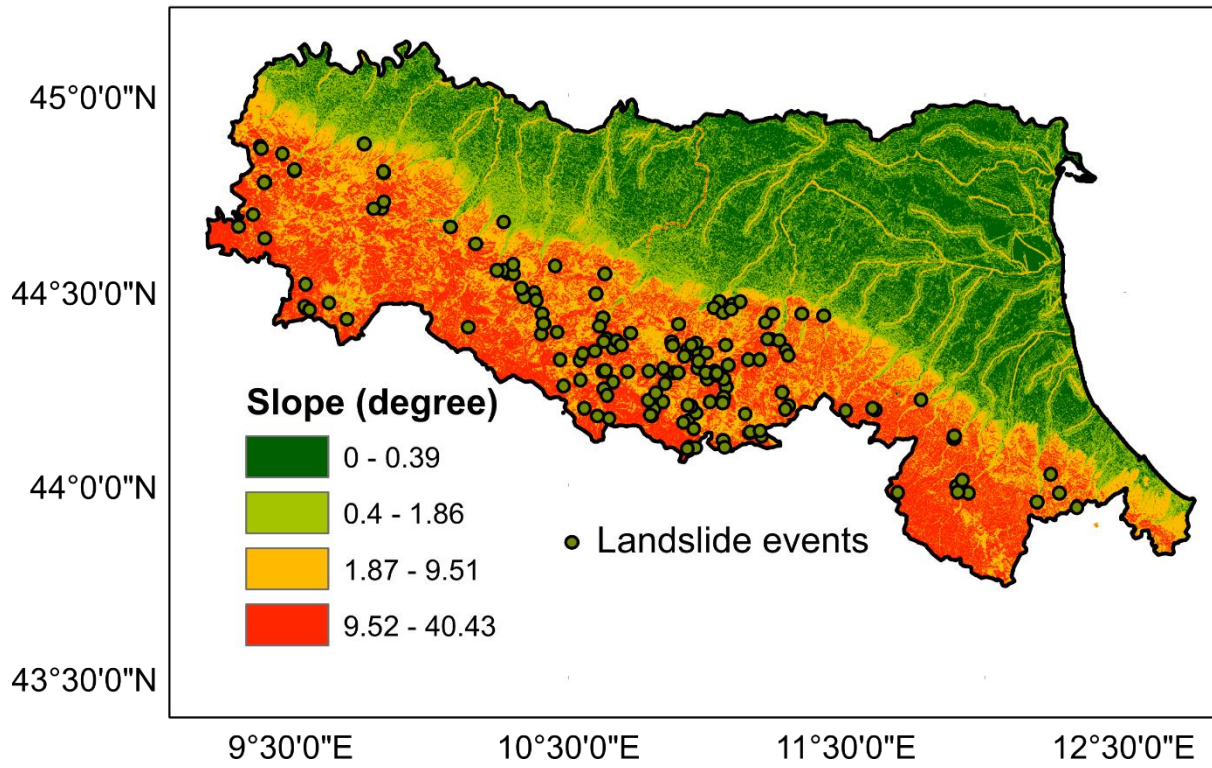 45°0'0"N
44°30'0"N
44°0'0"N
43°30'0"N
Slope (degree)
0 - 0.39
0.4 - 1.86
1.87 - 9.51
9.52 - 40.43
Landslide events
9°30'0"E
10°30'0"E
11°30'0"E
12°30'0"E